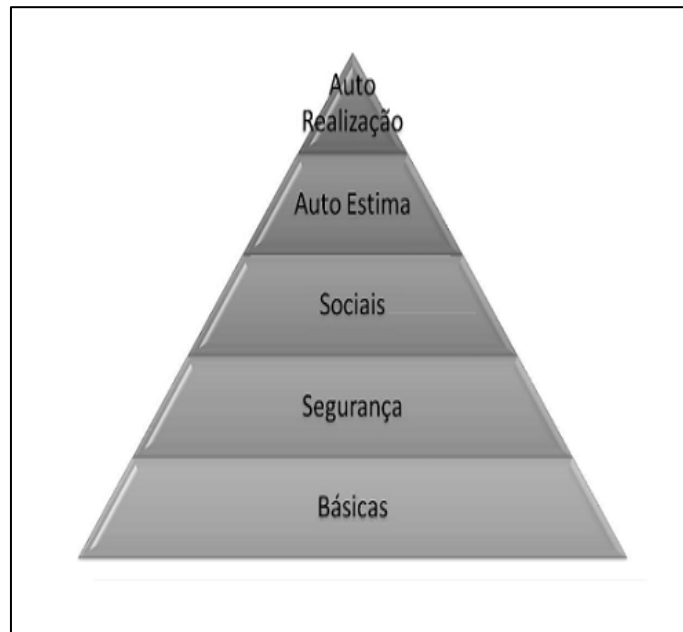 Auto
Realização
Auto Estima
Sociais
Segurança
Básicas